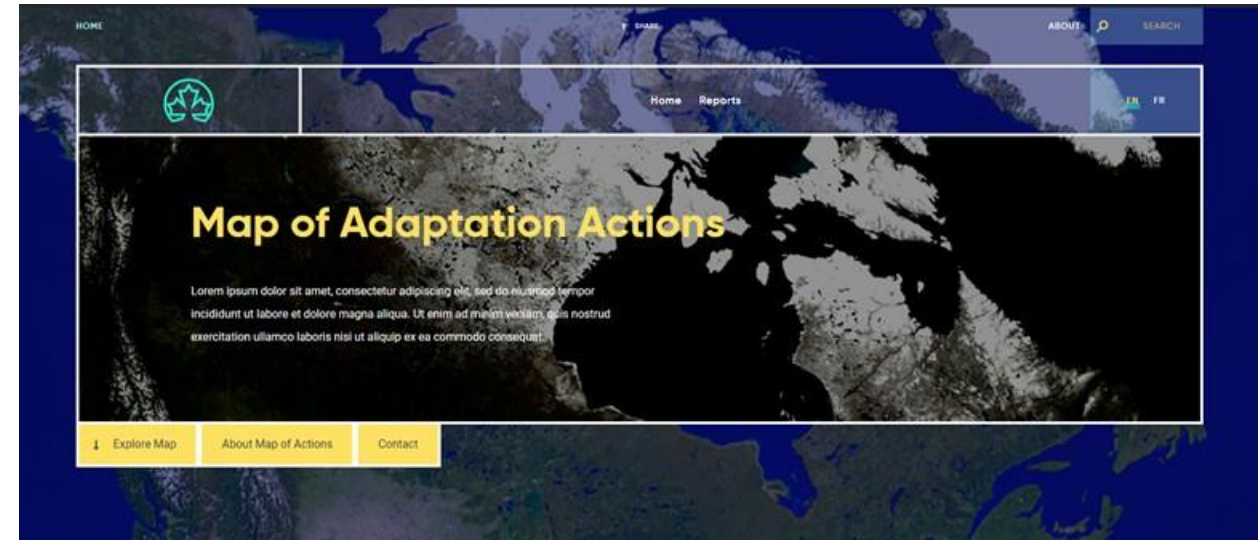 HOME
SHARE
ABOUT
SEARCH
Home Reports
EN FR
Map of Adaptation Actions
Lorem ipsum dolor sit amet, consectetur adipiscing elit, sed do eiusmod tempor
incididunt ut labore et dolore magna aliqua. Ut enim ad minim veniam, quis nostrud
exercitation ullamco laboris nisi ut aliquip ex ea commodo consequat.
Explore Map
About Map of Actions
Contact